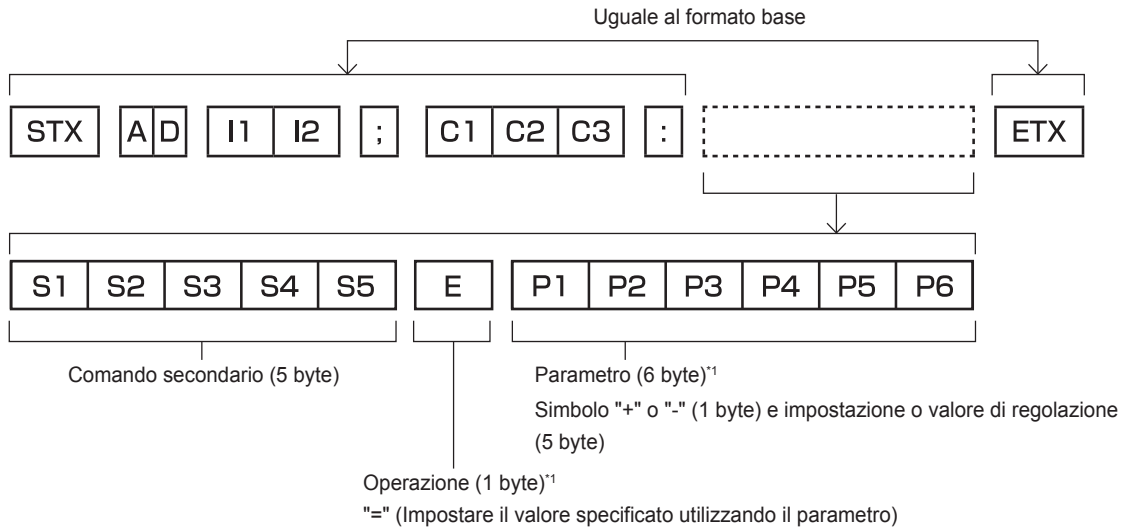 Uguale al formato base
STX A D I1 I2 ; C1 C2 C3 : ETX
S1 S2 S3 S4 S5 E P1 P2 P3 P4 P5 P6
Comando secondario (5 byte)
Parametro (6 byte)*1
Simbolo "+" o "-" (1 byte) e impostazione o valore di regolazione
(5 byte)
Operazione (1 byte)*1
"=" (Impostare il valore specificato utilizzando il parametro)